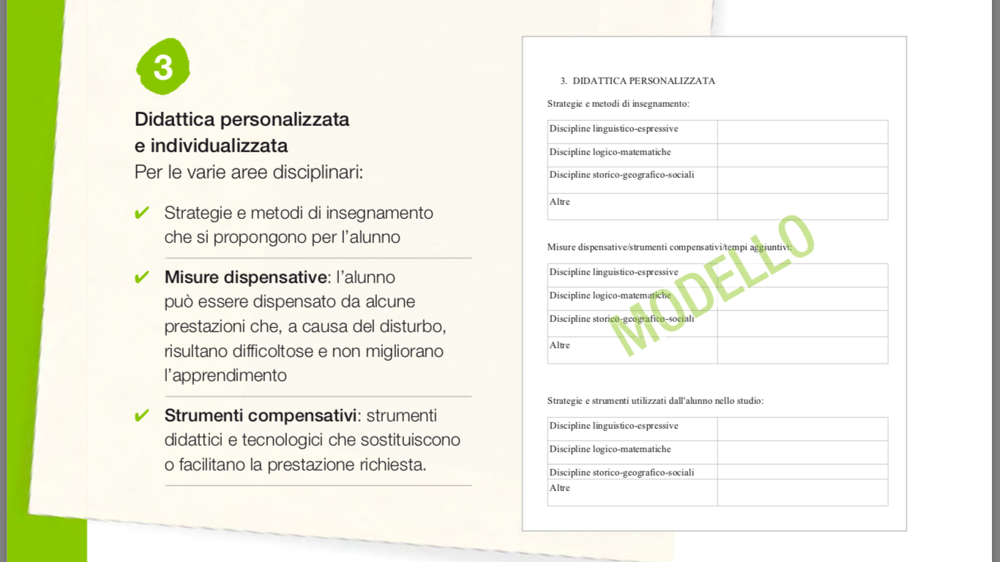 3
Didattica personalizzata
e individualizzata
Per le varie aree disciplinari:
✔ Strategie e metodi di insegnamento
che si propongono per l’alunno
✔ Misure dispensative: l’alunno
può essere dispensato da alcune
prestazioni che, a causa del disturbo,
risultano difficoltose e non migliorano
l’apprendimento
✔ Strumenti compensativi: strumenti
didattici e tecnologici che sostituiscono
o facilitano la prestazione richiesta.
3. DIDATTICA PERSONALIZZATA
Strategie e metodi di insegnamento:
Discipline linguistico-espressive
Discipline logico-matematiche
Discipline storico-geografico-sociali
Altre
Misure dispensative/strumenti compensativi/tempi aggiuntivi:
Discipline linguistico-espressive
Discipline logico-matematiche
Discipline storico-geografico-sociali
Altre
MODELLO
Strategie e strumenti utilizzati dall'alunno nello studio:
Discipline linguistico-espressive
Discipline logico-matematiche
Discipline storico-geografico-sociali
Altre